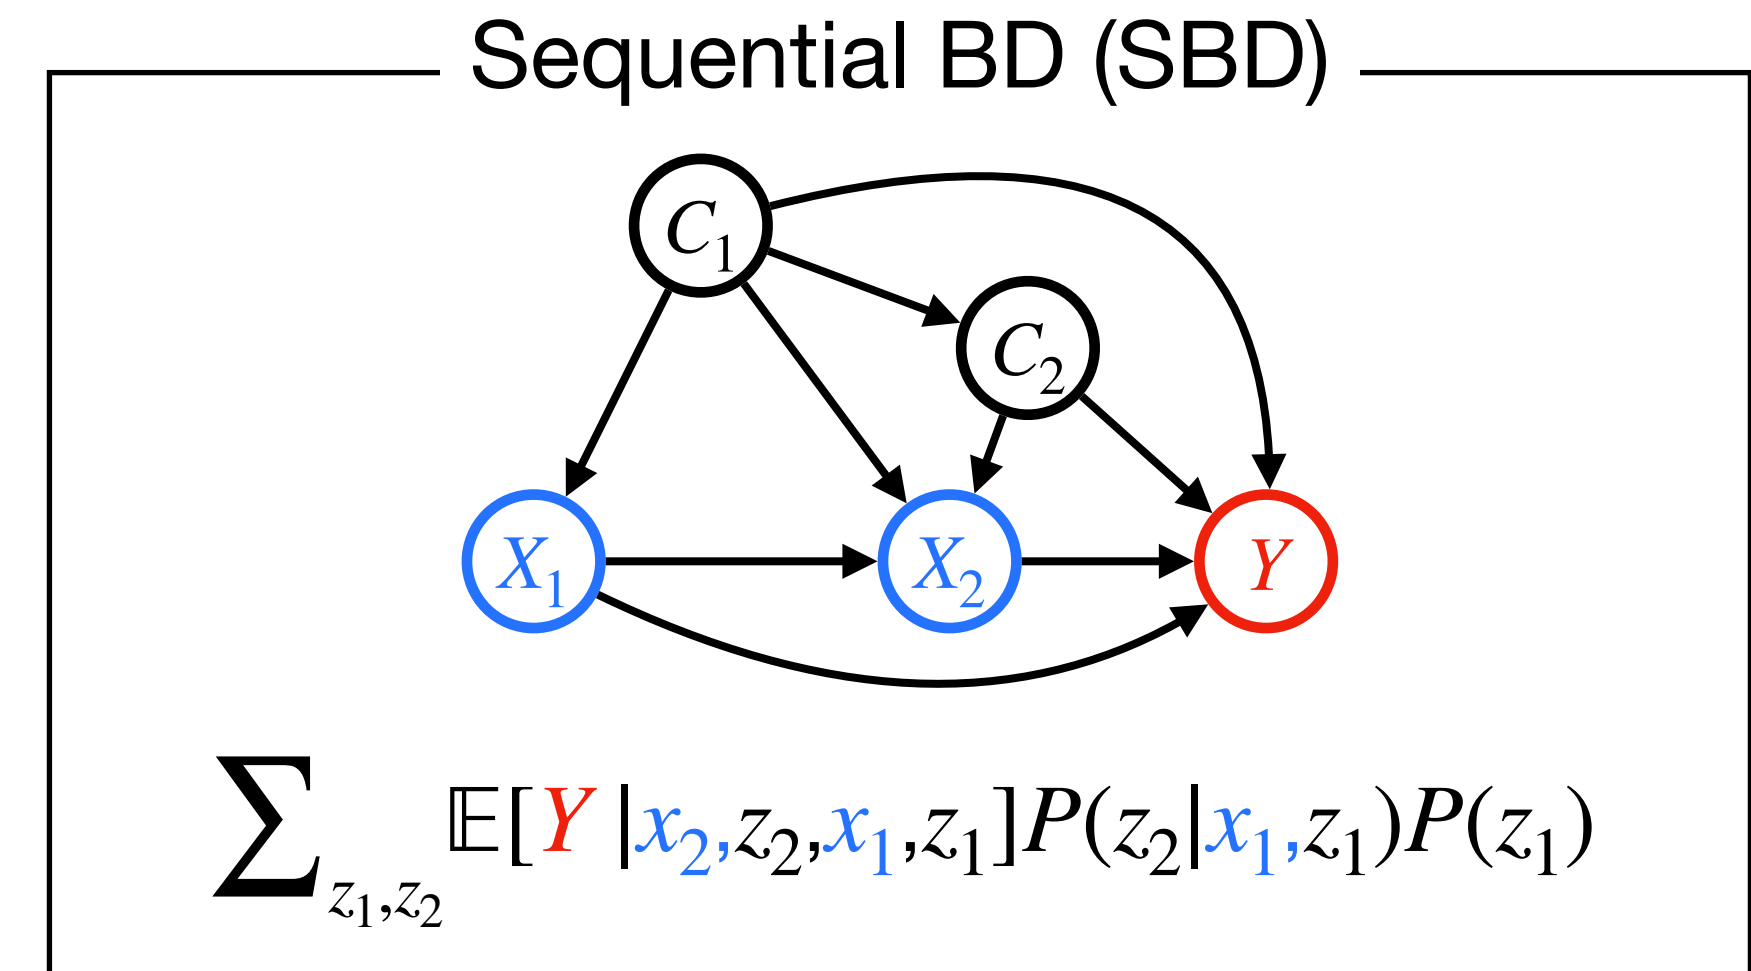 Sequential BD (SBD)
C₁
C₂
X₁ X₂ Y
∑_{z₁,z₂} 𝔼[Y|x₂,z₂,x₁,z₁]P(z₂|x₁,z₁)P(z₁)